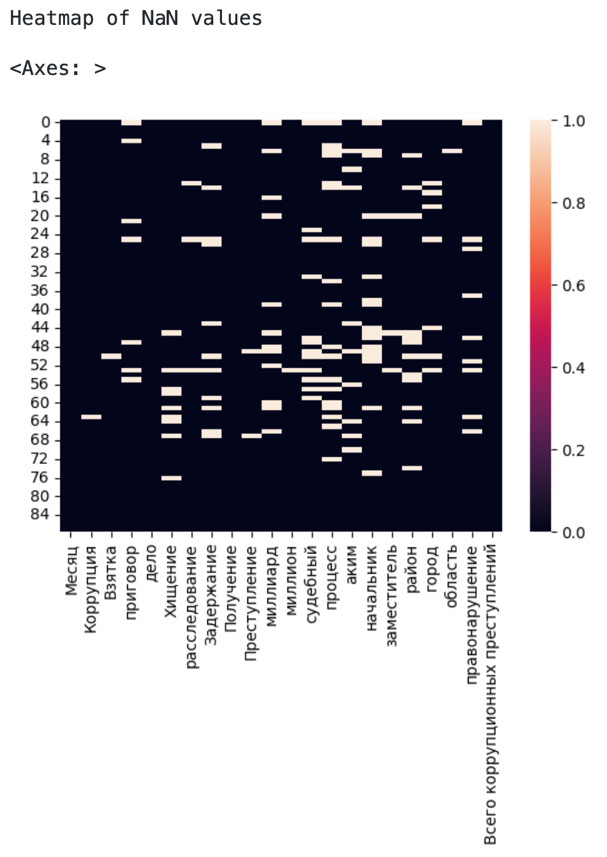 Heatmap of NaN values
<Axes: >
0
4
8
12
16
20
24
28
32
36
40
44
48
52
56
60
64
68
72
76
80
84
1.0
0.8
0.6
0.4
0.2
0.0
Месяц
Коррупция
Взятка
приговор
дело
Хищение
расследование
Задержание
Получение
Преступление
миллиард
миллион
судебный
процесс
аким
начальник
заместитель
район
город
область
правонарушение
Всего коррупционных преступлений